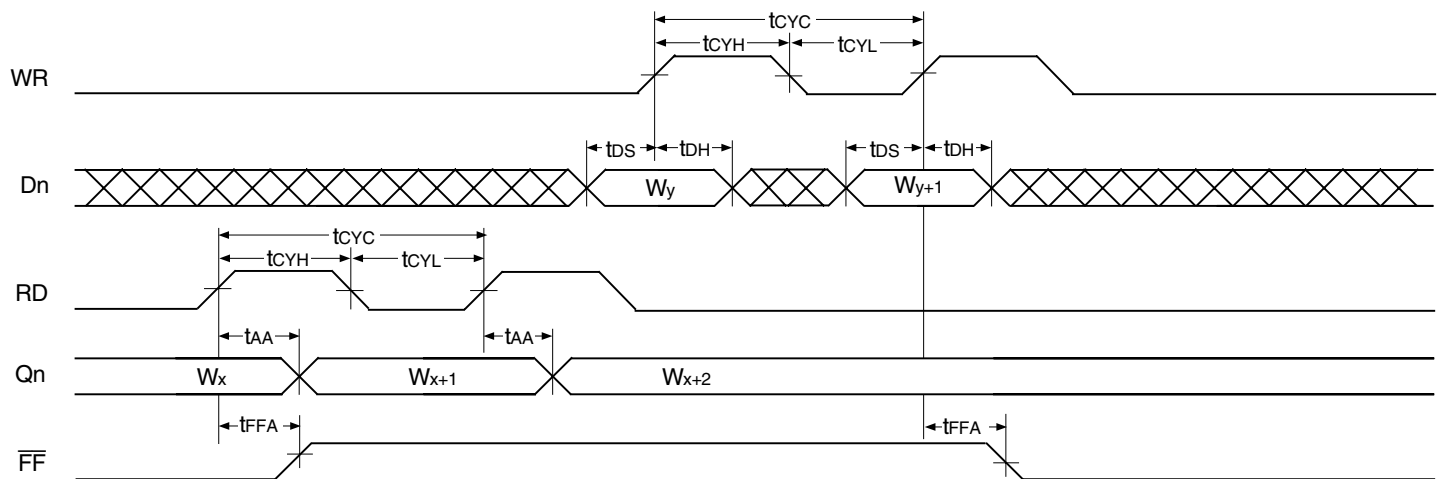 tCYC
tCYH tCYL
WR
tDS tDH tDS tDH
Dn Wy Wy+1
tCYC
tCYH tCYL
RD
tAA tAA
Qn Wx Wx+1 Wx+2
tFFA tFFA
F̅F̅